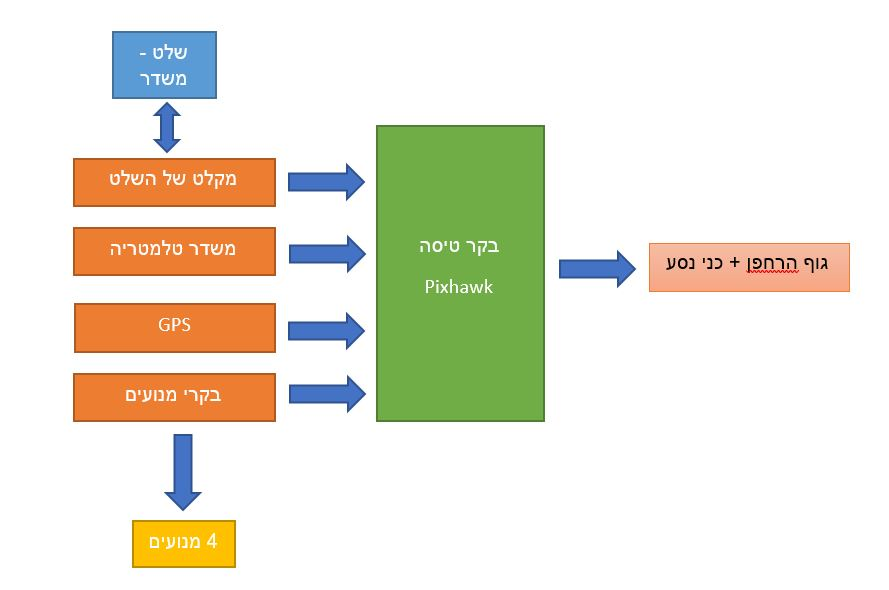 שלט -
משדר
מקלט של השלט
משדר טלמטריה
GPS
בקרי מנועים
4 מנועים
בקר טיסה
Pixhawk
גוף הרחפן + כני נסע